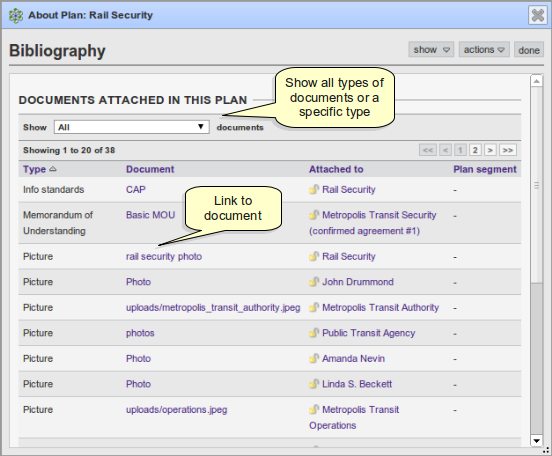 About Plan: Rail Security
Bibliography
show
actions
done
DOCUMENTS ATTACHED IN THIS PLAN
Show all types of
documents or a
specific type
Show All documents
Showing 1 to 20 of 38
<< < 1 2 > >>
Type Document Attached to Plan segment
Info standards CAP Rail Security -
Link to
document
Memorandum of Basic MOU Metropolis Transit Security -
Understanding (confirmed agreement #1)
Picture rail security photo Rail Security -
Picture Photo John Drummond -
Picture uploads/metropolis_transit_authority.jpeg Metropolis Transit Authority -
Picture photos Public Transit Agency -
Picture Photo Amanda Nevin -
Picture Photo Linda S. Beckett -
Picture uploads/operations.jpeg Metropolis Transit -
Operations